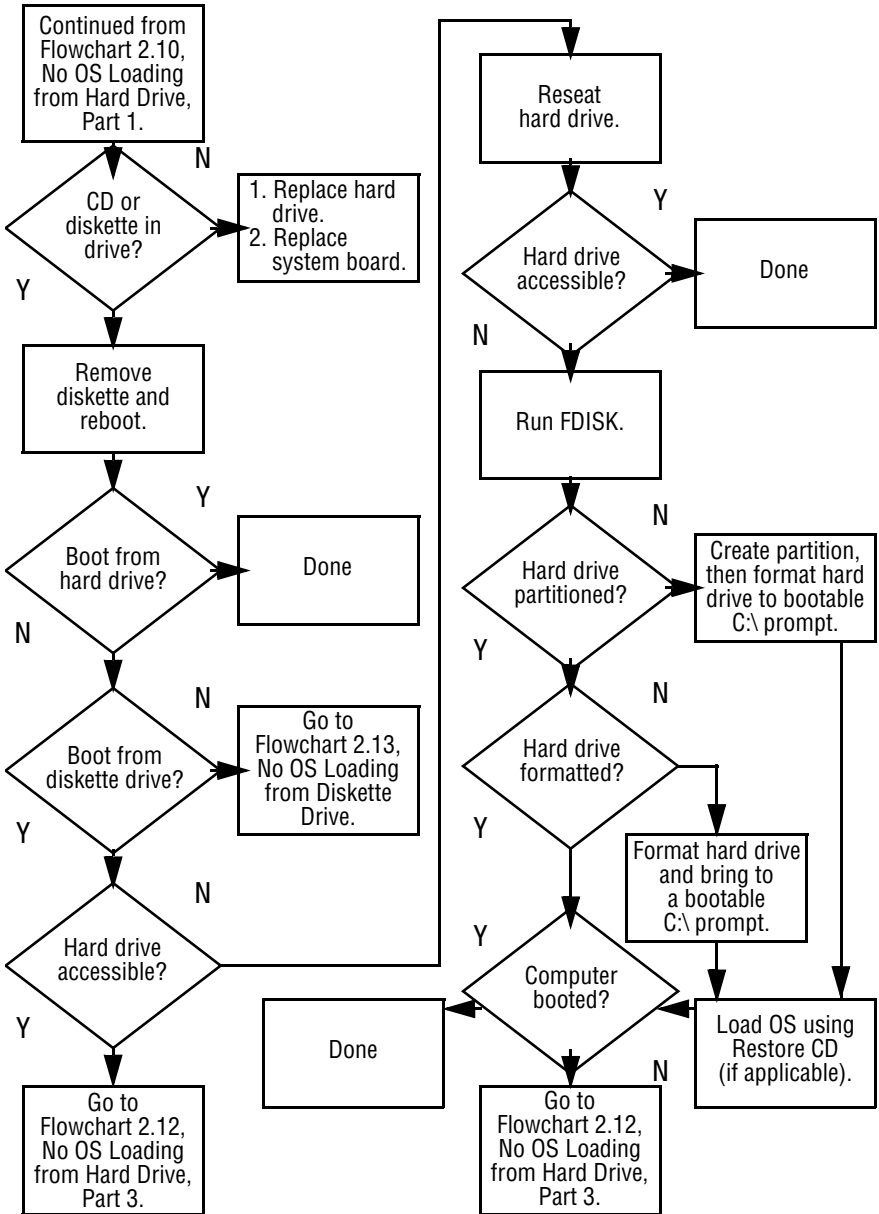 Continued from
Flowchart 2.10,
No OS Loading
from Hard Drive,
Part 1.
N
CD or
diskette in
drive?
1. Replace hard
drive.
2. Replace
system board.
Y
Remove
diskette and
reboot.
Y
Boot from
hard drive?
Done
N
N
Boot from
diskette drive?
Go to
Flowchart 2.13,
No OS Loading
from Diskette
Drive.
Y
N
Hard drive
accessible?
Y
Go to
Flowchart 2.12,
No OS Loading
from Hard Drive,
Part 3.
Reseat
hard drive.
Y
Hard drive
accessible?
Done
N
Run FDISK.
N
Hard drive
partitioned?
Create partition,
then format hard
drive to bootable
C:\ prompt.
Y
N
Hard drive
formatted?
Y
Format hard drive
and bring to
a bootable
C:\ prompt.
Y
Computer
booted?
Done
Load OS using
Restore CD
(if applicable).
N
Go to
Flowchart 2.12,
No OS Loading
from Hard Drive,
Part 3.